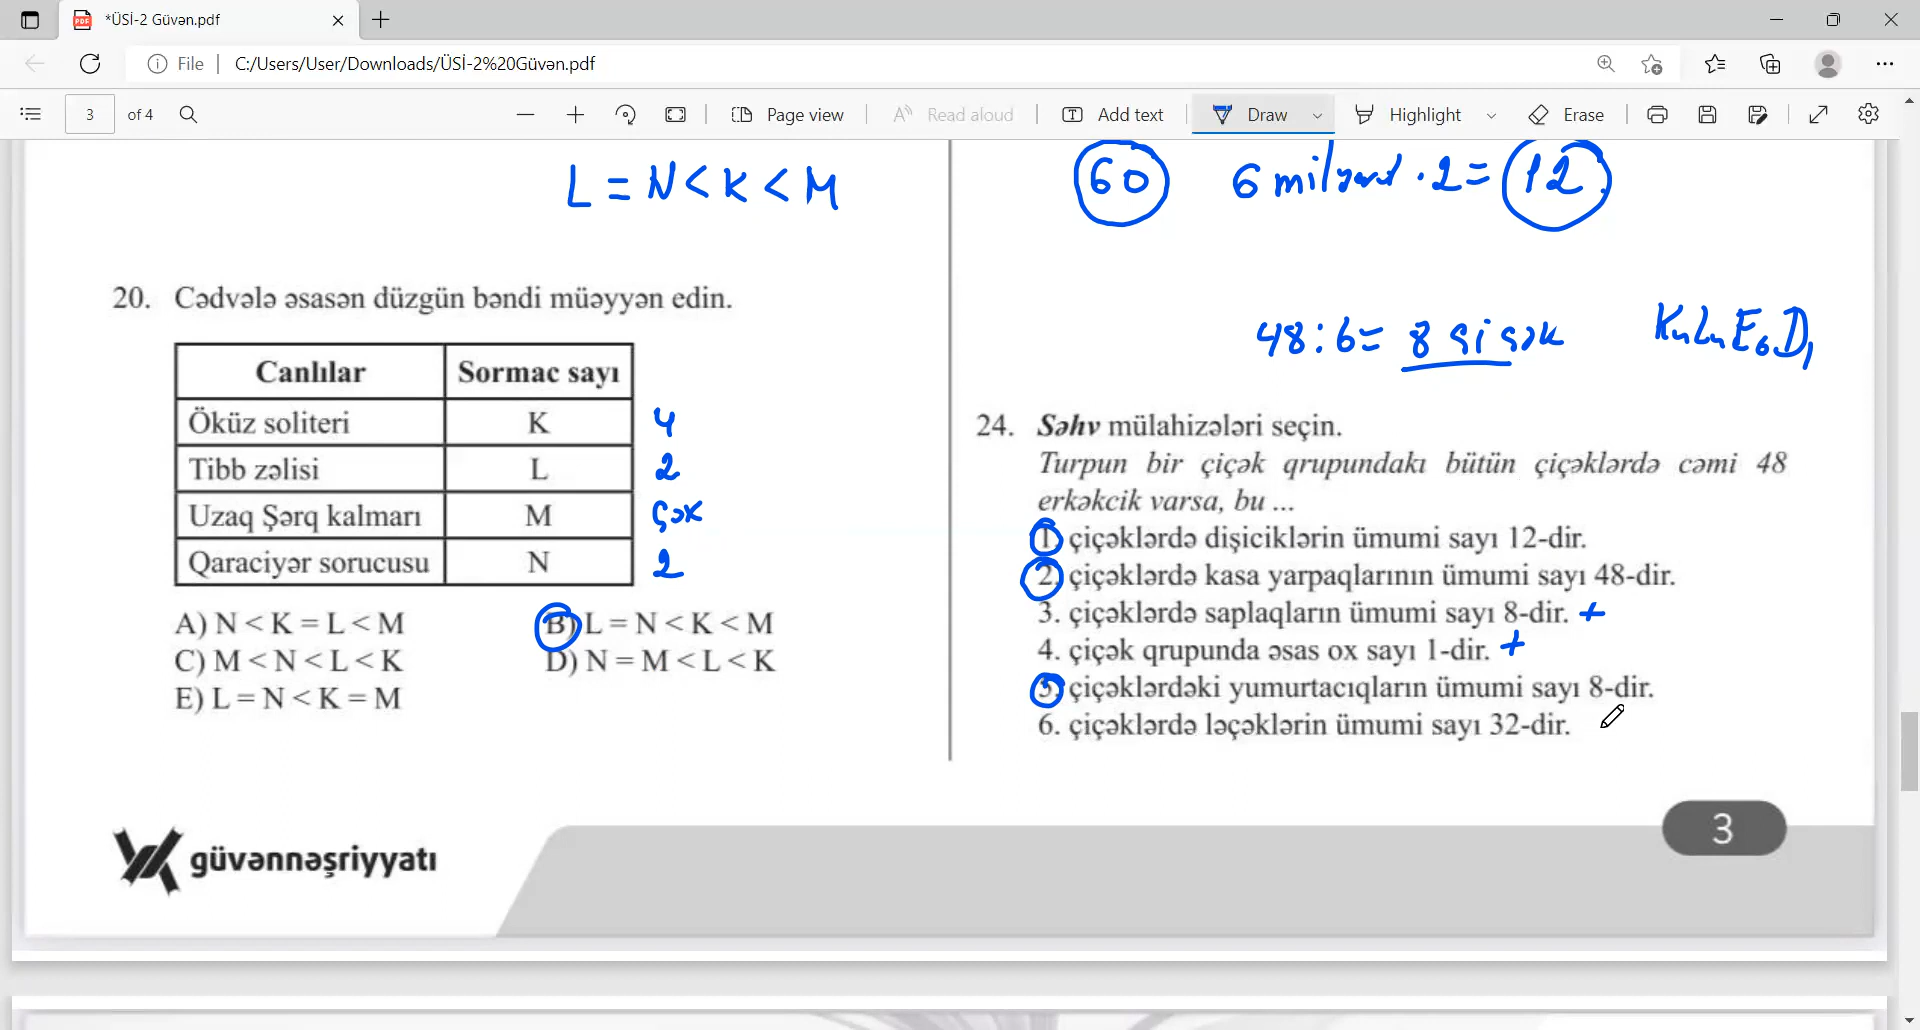 *ÜSİ-2 Güvən.pdf
File
C:/Users/User/Downloads/ÜSİ-2%20Güvən.pdf
3 of 4
Page view
Read aloud
Add text
Draw
Highlight
Erase
L = N < K < M
20. Cədvələ əsasən düzgün bəndi müəyyən edin.
Canlılar Sormac sayı
Öküz soliteri K 4
Tibb zəlisi L 2
Uzaq Şərq kalmarı M çox
Qaraciyər sorucusu N 2
A) N < K = L < M B) L = N < K < M
C) M < N < L < K D) N = M < L < K
E) L = N < K = M
güvənnəşriyyatı
60 6 milyard · 2 = 12
48 : 6 = 8 çiçək
24. Səhv mülahizələri seçin.
Turpun bir çiçək qrupundakı bütün çiçəklərdə cəmi 48
erkəkcik varsa, bu ...
1. çiçəklərdə dişiciklərin ümumi sayı 12-dir.
2. çiçəklərdə kasa yarpaqlarının ümumi sayı 48-dir.
3. çiçəklərdə saplaqların ümumi sayı 8-dir. +
4. çiçək qrupunda əsas ox sayı 1-dir. +
5. çiçəklərdəki yumurtacıqların ümumi sayı 8-dir.
6. çiçəklərdə ləçəklərin ümumi sayı 32-dir.
3